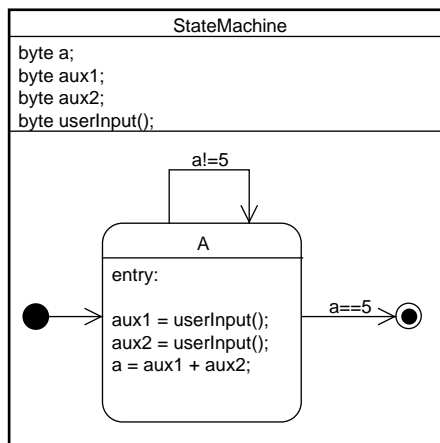 StateMachine
byte a;
byte aux1;
byte aux2;
byte userInput();
a!=5
A
entry:
aux1 = userInput();
aux2 = userInput();
a = aux1 + aux2;
a==5